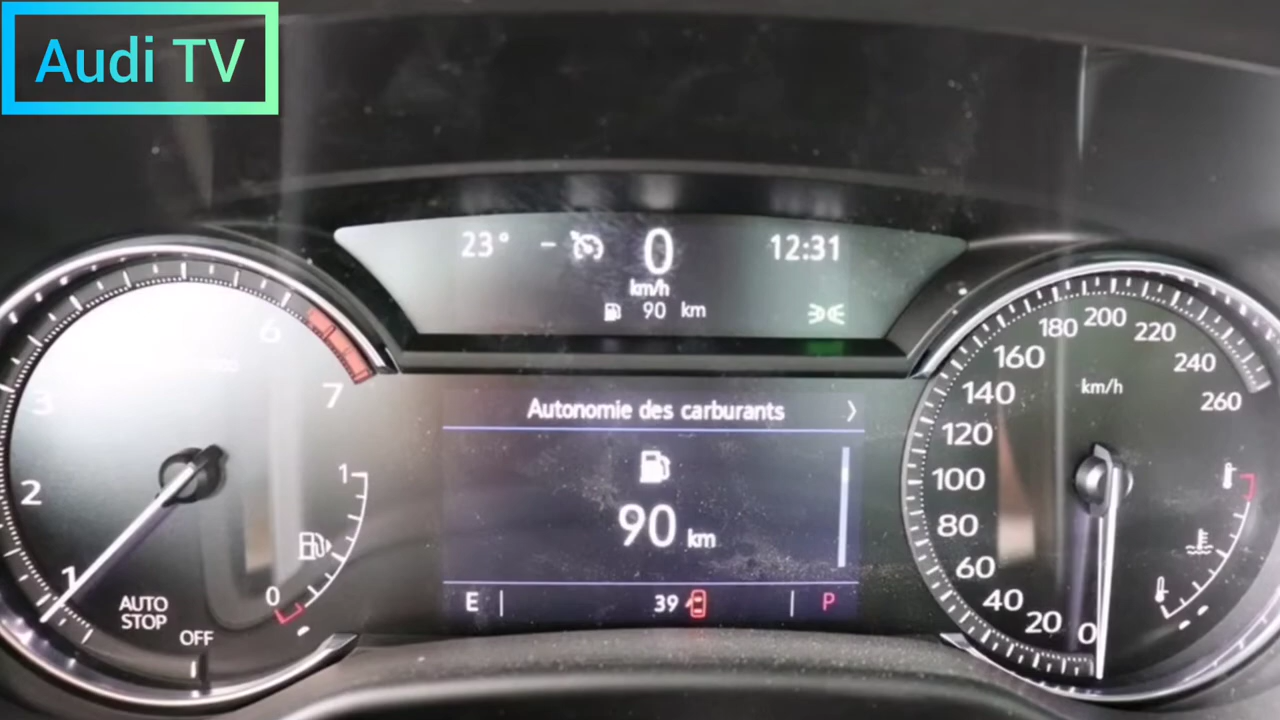 Audi TV
23° - 0 12:31
km/h
90 km
Autonomie des carburants
90 km
E 39 P
1
2
3
6
7
AUTO
STOP
OFF
1
0
0
20
40
60
80
100
120
140
160
180
200
220
240
260
km/h